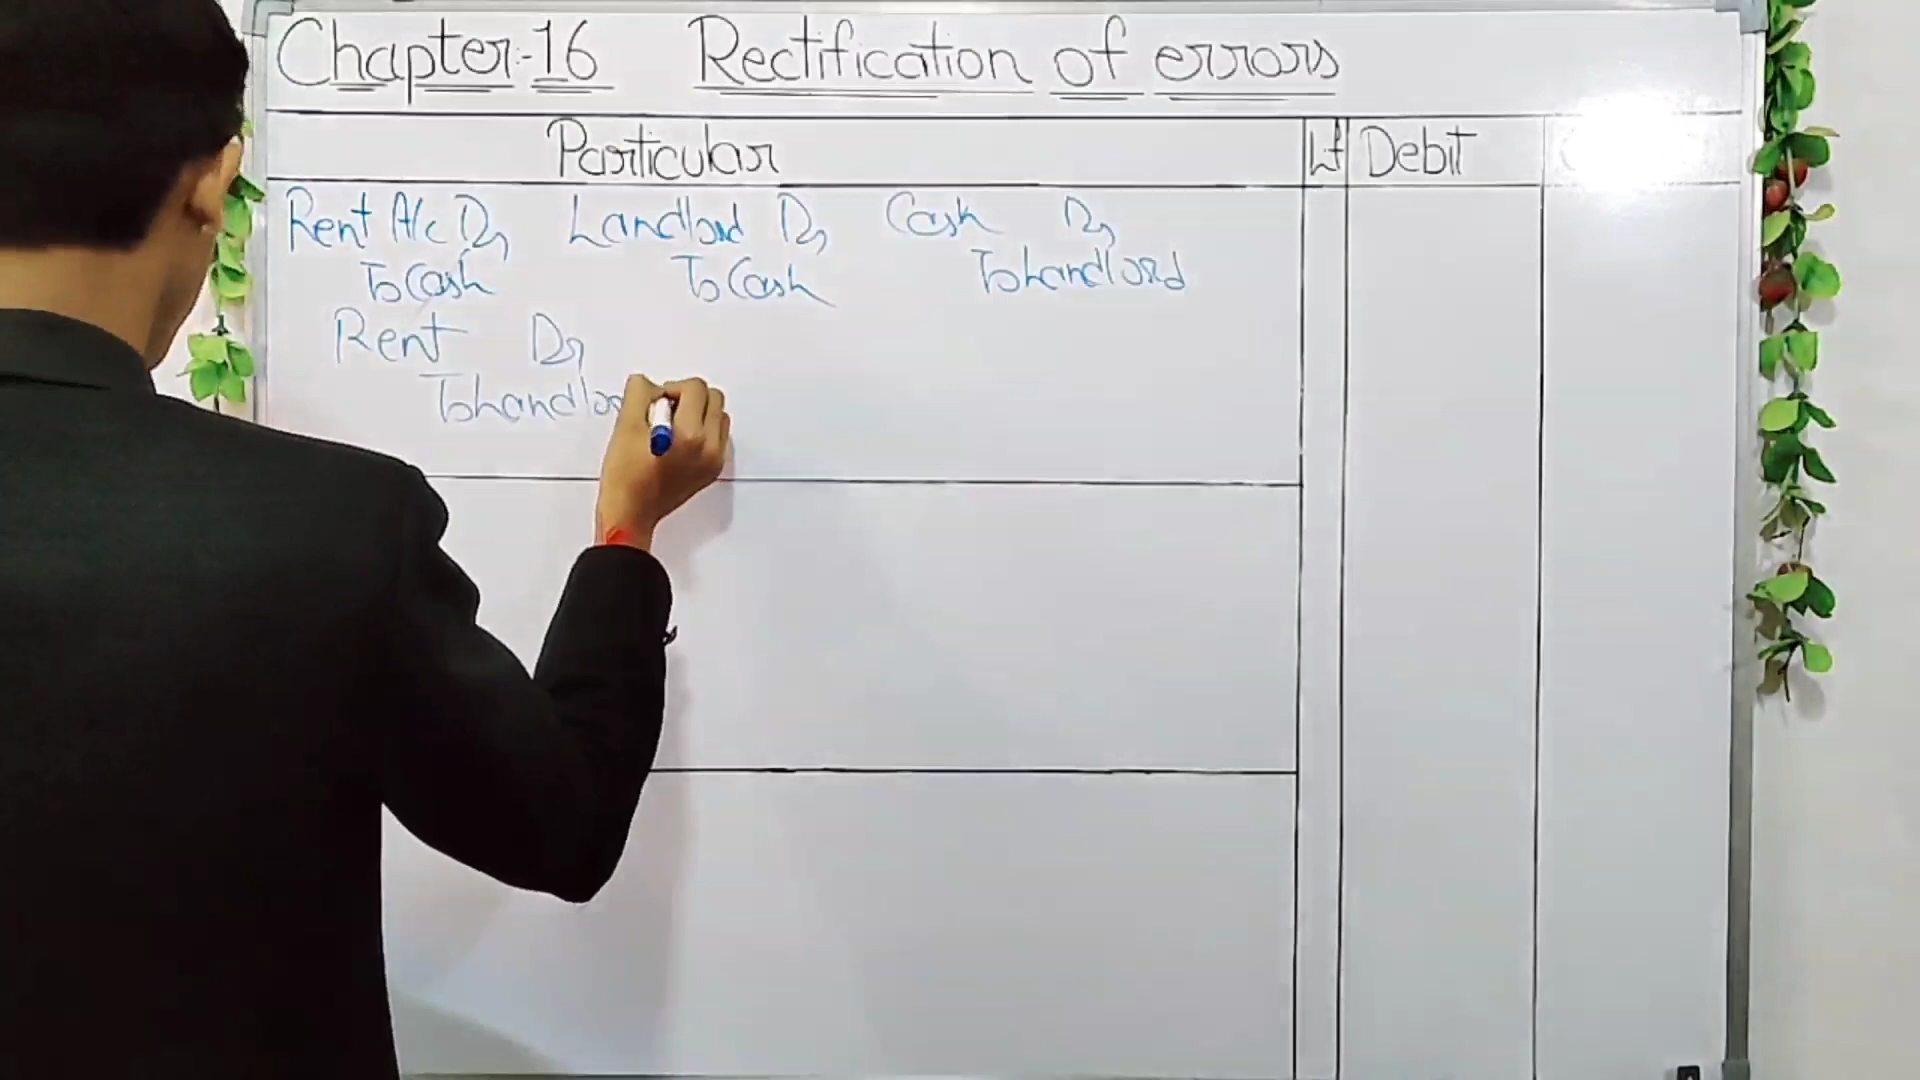 Chapter:-16 Rectification of errors
Particular Lf Debit
Rent A/c Dr Landlord Dr Cash Dr
To Cash To Cash To Landlord
Rent Dr
To Landlo